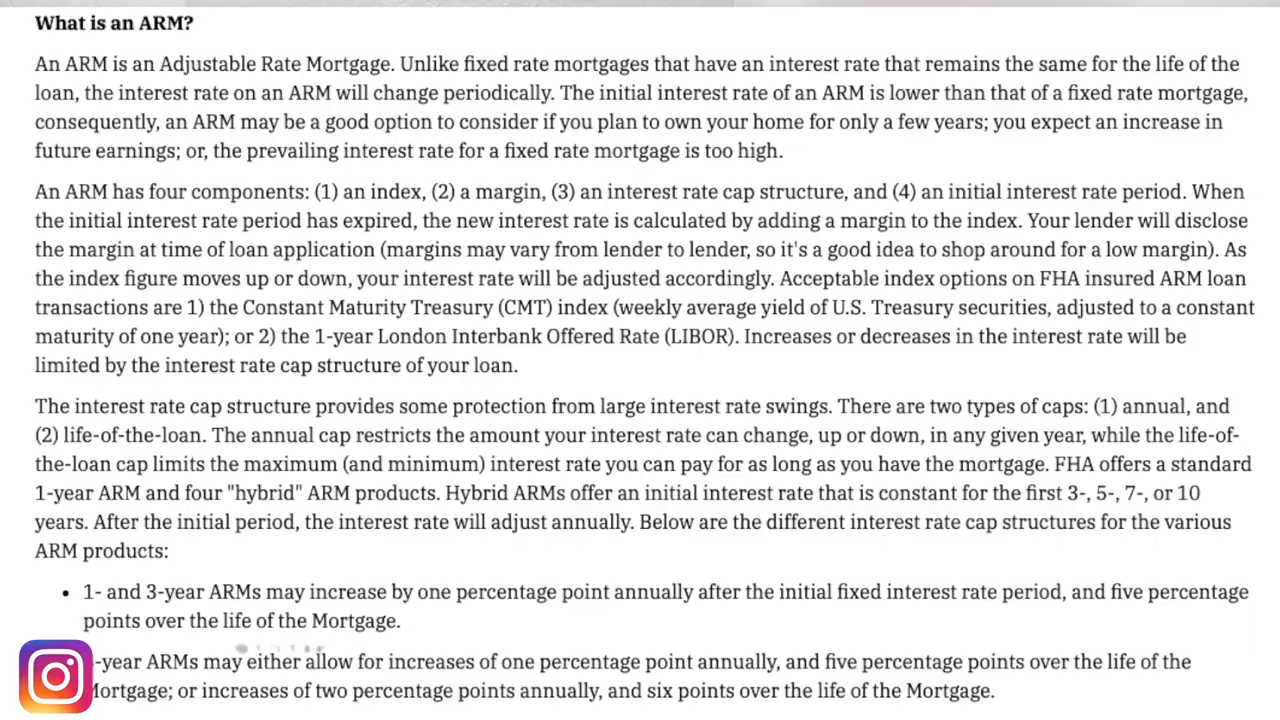 What is an ARM?
An ARM is an Adjustable Rate Mortgage. Unlike fixed rate mortgages that have an interest rate that remains the same for the life of the
loan, the interest rate on an ARM will change periodically. The initial interest rate of an ARM is lower than that of a fixed rate mortgage,
consequently, an ARM may be a good option to consider if you plan to own your home for only a few years; you expect an increase in
future earnings; or, the prevailing interest rate for a fixed rate mortgage is too high.
An ARM has four components: (1) an index, (2) a margin, (3) an interest rate cap structure, and (4) an initial interest rate period. When
the initial interest rate period has expired, the new interest rate is calculated by adding a margin to the index. Your lender will disclose
the margin at time of loan application (margins may vary from lender to lender, so it's a good idea to shop around for a low margin). As
the index figure moves up or down, your interest rate will be adjusted accordingly. Acceptable index options on FHA insured ARM loan
transactions are 1) the Constant Maturity Treasury (CMT) index (weekly average yield of U.S. Treasury securities, adjusted to a constant
maturity of one year); or 2) the 1-year London Interbank Offered Rate (LIBOR). Increases or decreases in the interest rate will be
limited by the interest rate cap structure of your loan.
The interest rate cap structure provides some protection from large interest rate swings. There are two types of caps: (1) annual, and
(2) life-of-the-loan. The annual cap restricts the amount your interest rate can change, up or down, in any given year, while the life-of-
the-loan cap limits the maximum (and minimum) interest rate you can pay for as long as you have the mortgage. FHA offers a standard
1-year ARM and four "hybrid" ARM products. Hybrid ARMs offer an initial interest rate that is constant for the first 3-, 5-, 7-, or 10
years. After the initial period, the interest rate will adjust annually. Below are the different interest rate cap structures for the various
ARM products:
• 1- and 3-year ARMs may increase by one percentage point annually after the initial fixed interest rate period, and five percentage
points over the life of the Mortgage.
-year ARMs may either allow for increases of one percentage point annually, and five percentage points over the life of the
Mortgage; or increases of two percentage points annually, and six points over the life of the Mortgage.